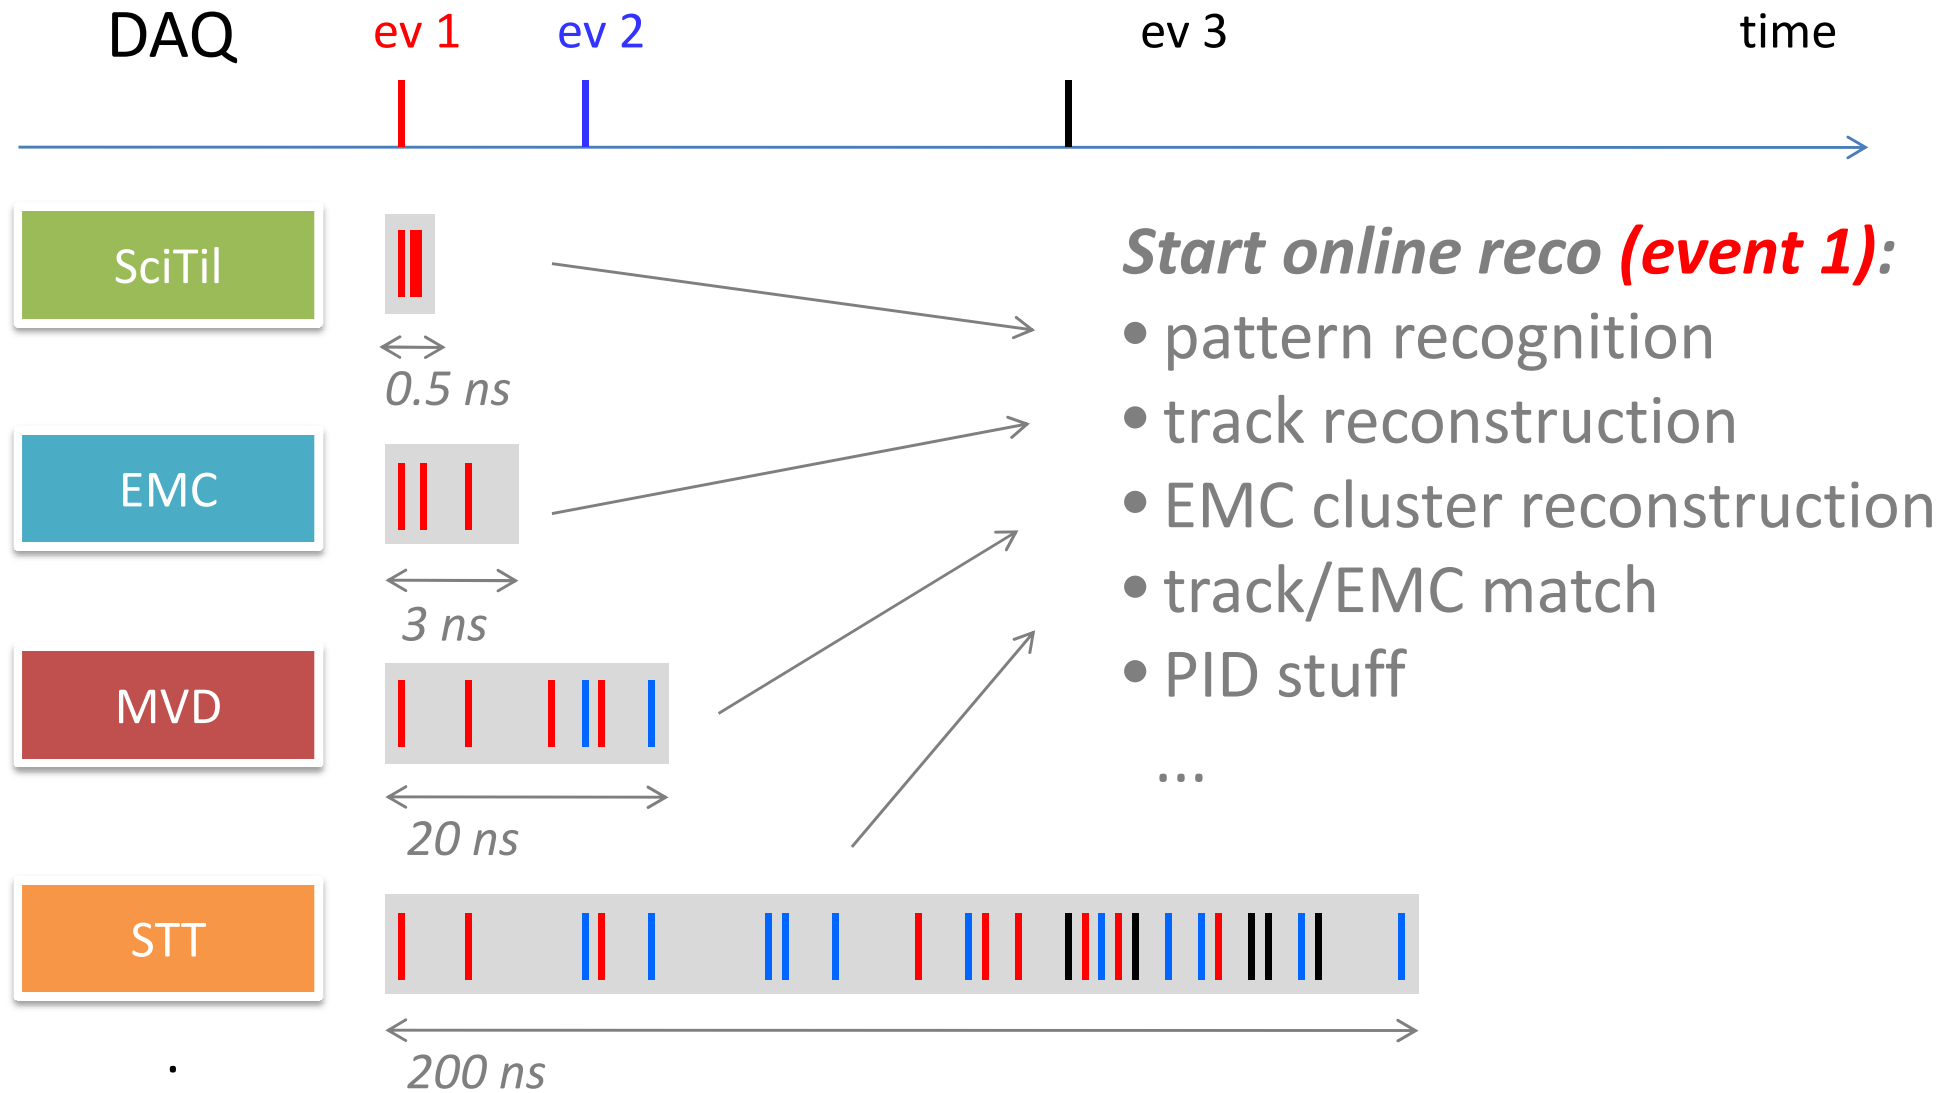 DAQ ev 1 ev 2 ev 3 time
SciTil
0.5 ns
EMC
3 ns
MVD
20 ns
STT
200 ns
.
Start online reco (event 1):
• pattern recognition
• track reconstruction
• EMC cluster reconstruction
• track/EMC match
• PID stuff
...